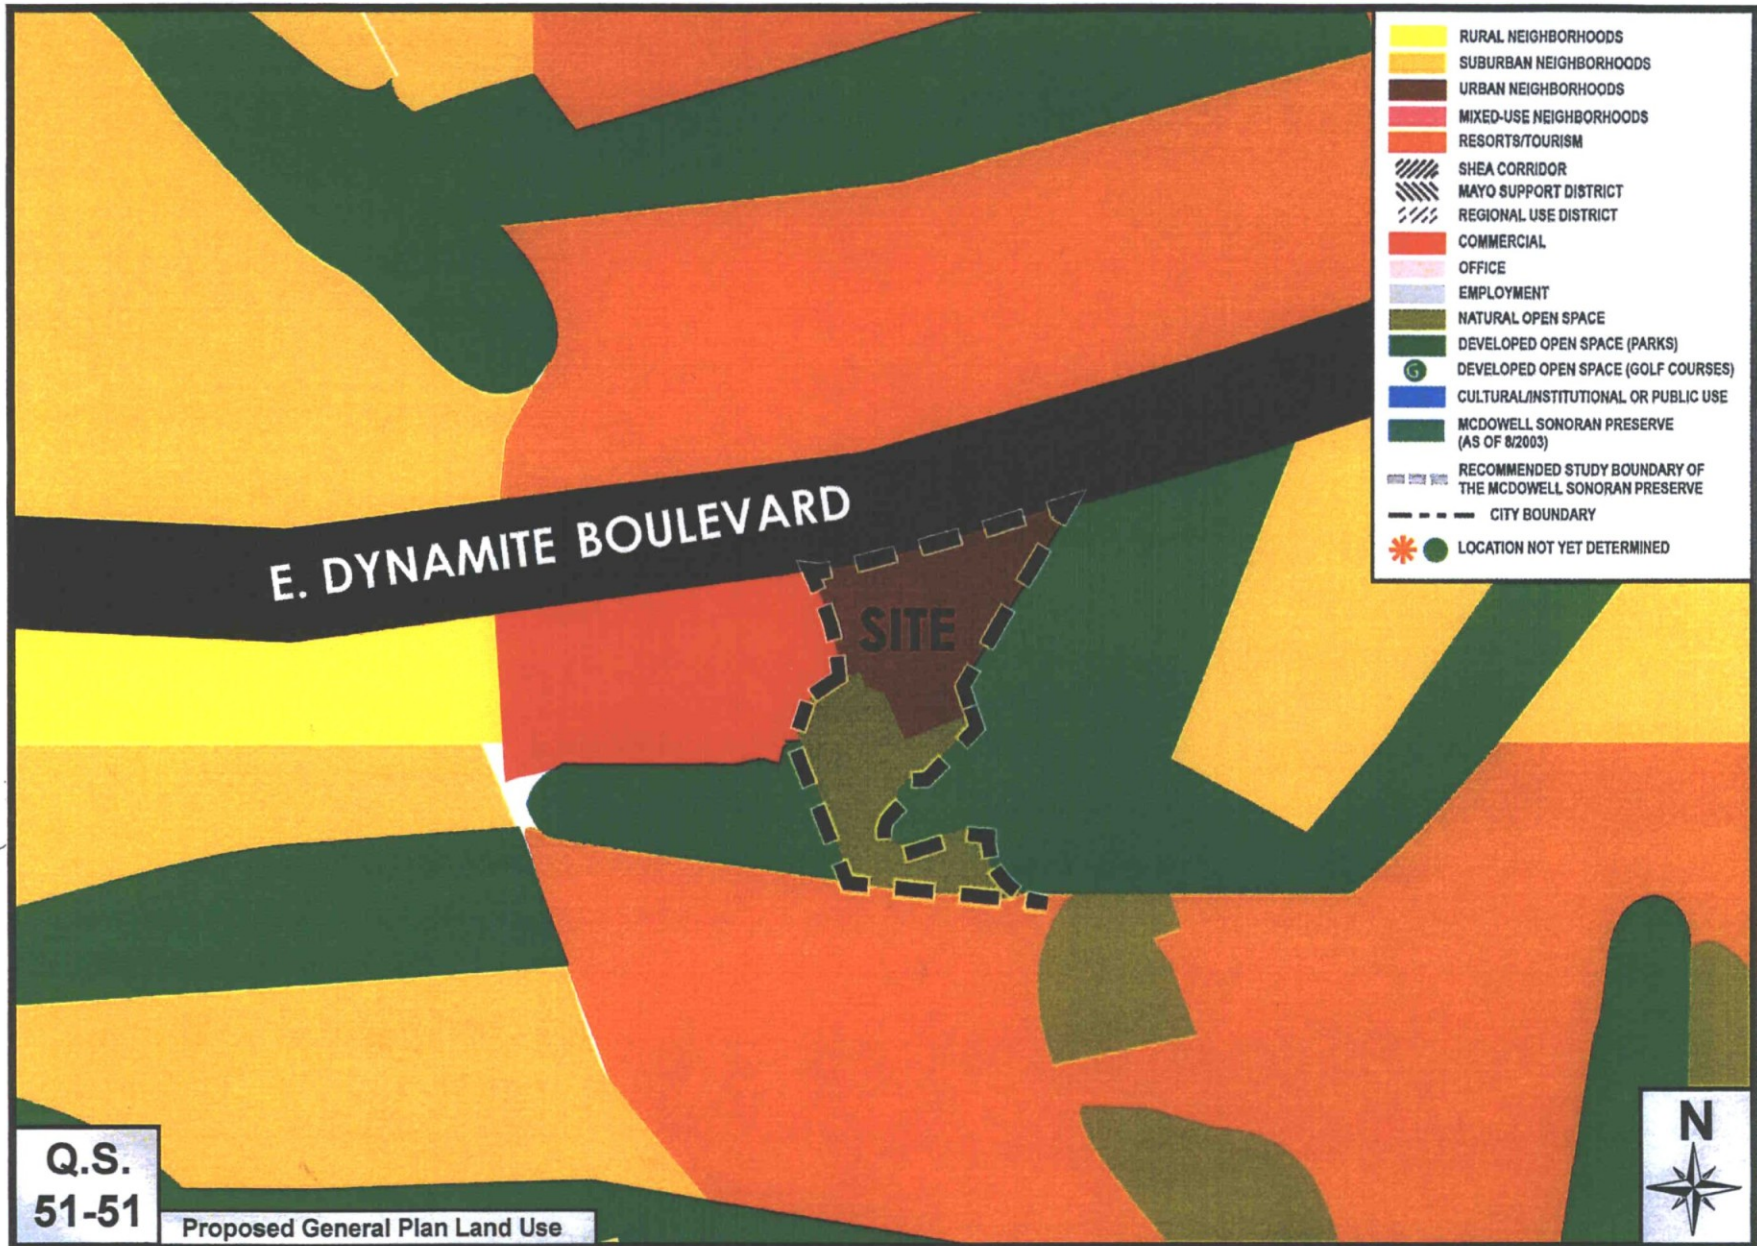 RURAL NEIGHBORHOODS
SUBURBAN NEIGHBORHOODS
URBAN NEIGHBORHOODS
MIXED-USE NEIGHBORHOODS
RESORTS/TOURISM
SHEA CORRIDOR
MAYO SUPPORT DISTRICT
REGIONAL USE DISTRICT
COMMERCIAL
OFFICE
EMPLOYMENT
NATURAL OPEN SPACE
DEVELOPED OPEN SPACE (PARKS)
G DEVELOPED OPEN SPACE (GOLF COURSES)
CULTURAL/INSTITUTIONAL OR PUBLIC USE
MCDOWELL SONORAN PRESERVE
(AS OF 8/2003)
RECOMMENDED STUDY BOUNDARY OF
THE MCDOWELL SONORAN PRESERVE
CITY BOUNDARY
LOCATION NOT YET DETERMINED
E. DYNAMITE BOULEVARD
SITE
Q.S.
51-51
Proposed General Plan Land Use
N